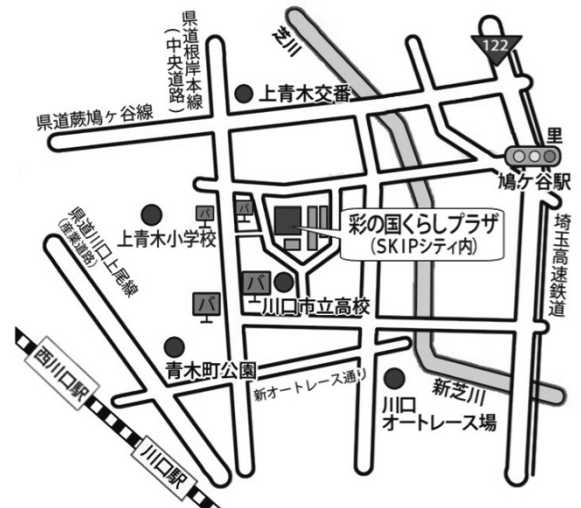 県道根岸本線
（中央道路）
芝川
122
上青木交番
県道蕨鳩ヶ谷線
里
鳩ケ谷駅
バ
バ
上青木小学校
彩の国くらしプラザ
（SKIPシティ内）
埼玉高速鉄道
県道川口上尾線
（産業道路）
バ
バ
川口市立高校
青木町公園
新オートレース通り
新芝川
川口
オートレース場
西川口駅
川口駅